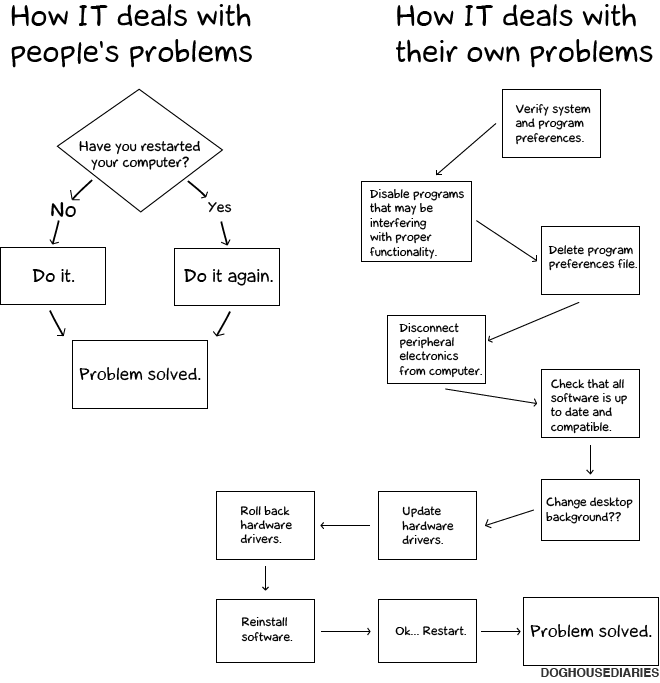 How IT deals with
people's problems
Have you restarted
your computer?
No
Yes
Do it.
Do it again.
Problem solved.
How IT deals with
their own problems
Verify system
and program
preferences.
Disable programs
that may be
interfering
with proper
functionality.
Delete program
preferences file.
Disconnect
peripheral
electronics
from computer.
Check that all
software is up
to date and
compatible.
Change desktop
background??
Update
hardware
drivers.
Roll back
hardware
drivers.
Reinstall
software.
Ok... Restart.
Problem solved.
DOGHOUSEDIARIES